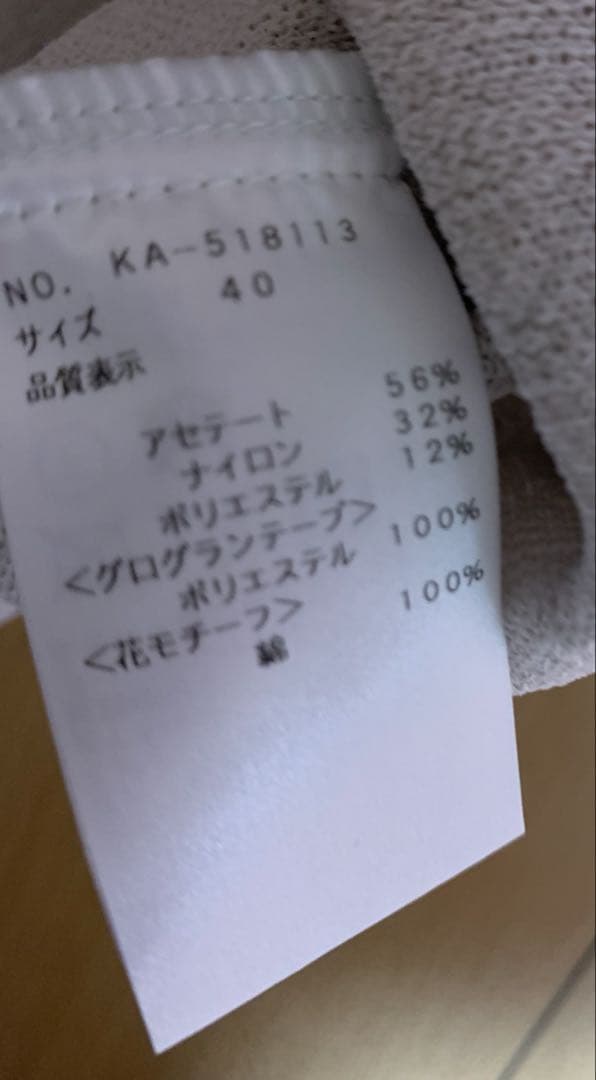 NO. KA-518113
サイズ 40
品質表示
アセテート 56%
ナイロン 32%
ポリエステル 12%
<グログランテープ>
ポリエステル 100%
<花モチーフ>
綿 100%